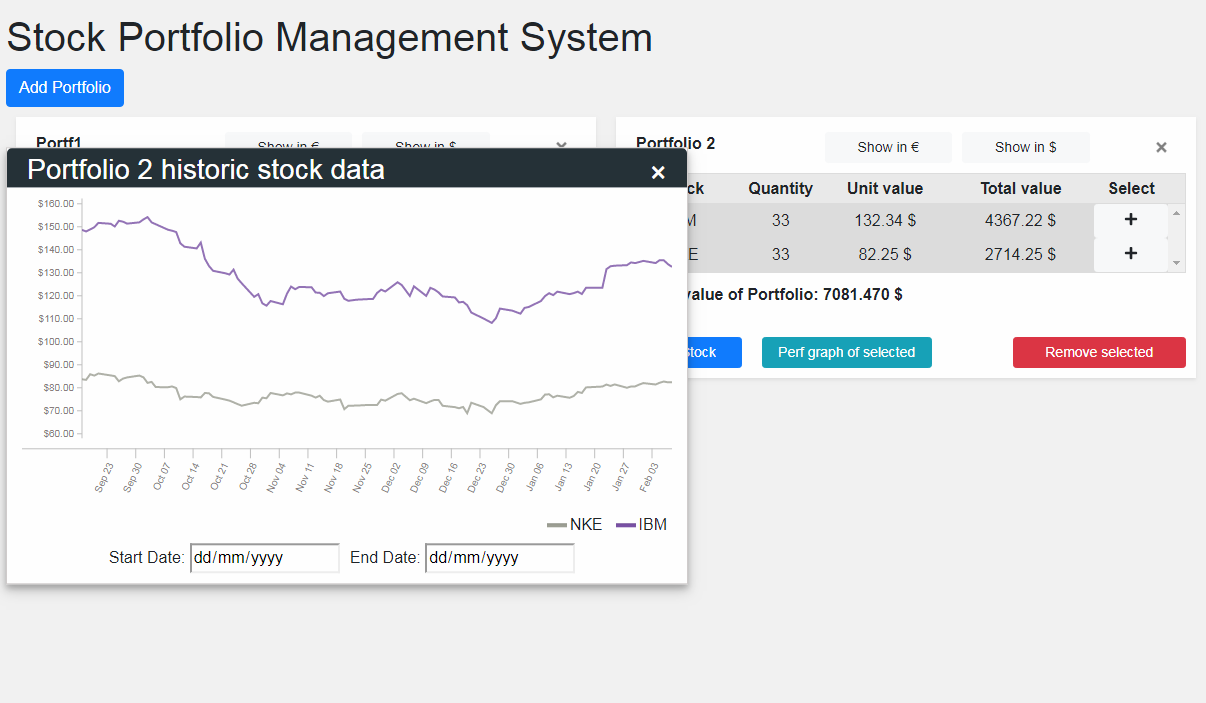 Stock Portfolio Management System
Add Portfolio
Portf1
Show in €
Show in $
Portfolio 2
Show in €
Show in $
Portfolio 2 historic stock data
Quantity Unit value Total value Select
33 132.34 $ 4367.22 $
33 82.25 $ 2714.25 $
value of Portfolio: 7081.470 $
Stock
Perf graph of selected
Remove selected
$160.00
$150.00
$140.00
$130.00
$120.00
$110.00
$100.00
$90.00
$80.00
$70.00
$60.00
Sep 23 Sep 30 Oct 07 Oct 14 Oct 21 Oct 28 Nov 04 Nov 11 Nov 18 Nov 25 Dec 02 Dec 09 Dec 16 Dec 23 Dec 30 Jan 06 Jan 13 Jan 20 Jan 27 Feb 03
NKE IBM
Start Date: dd/mm/yyyy End Date: dd/mm/yyyy